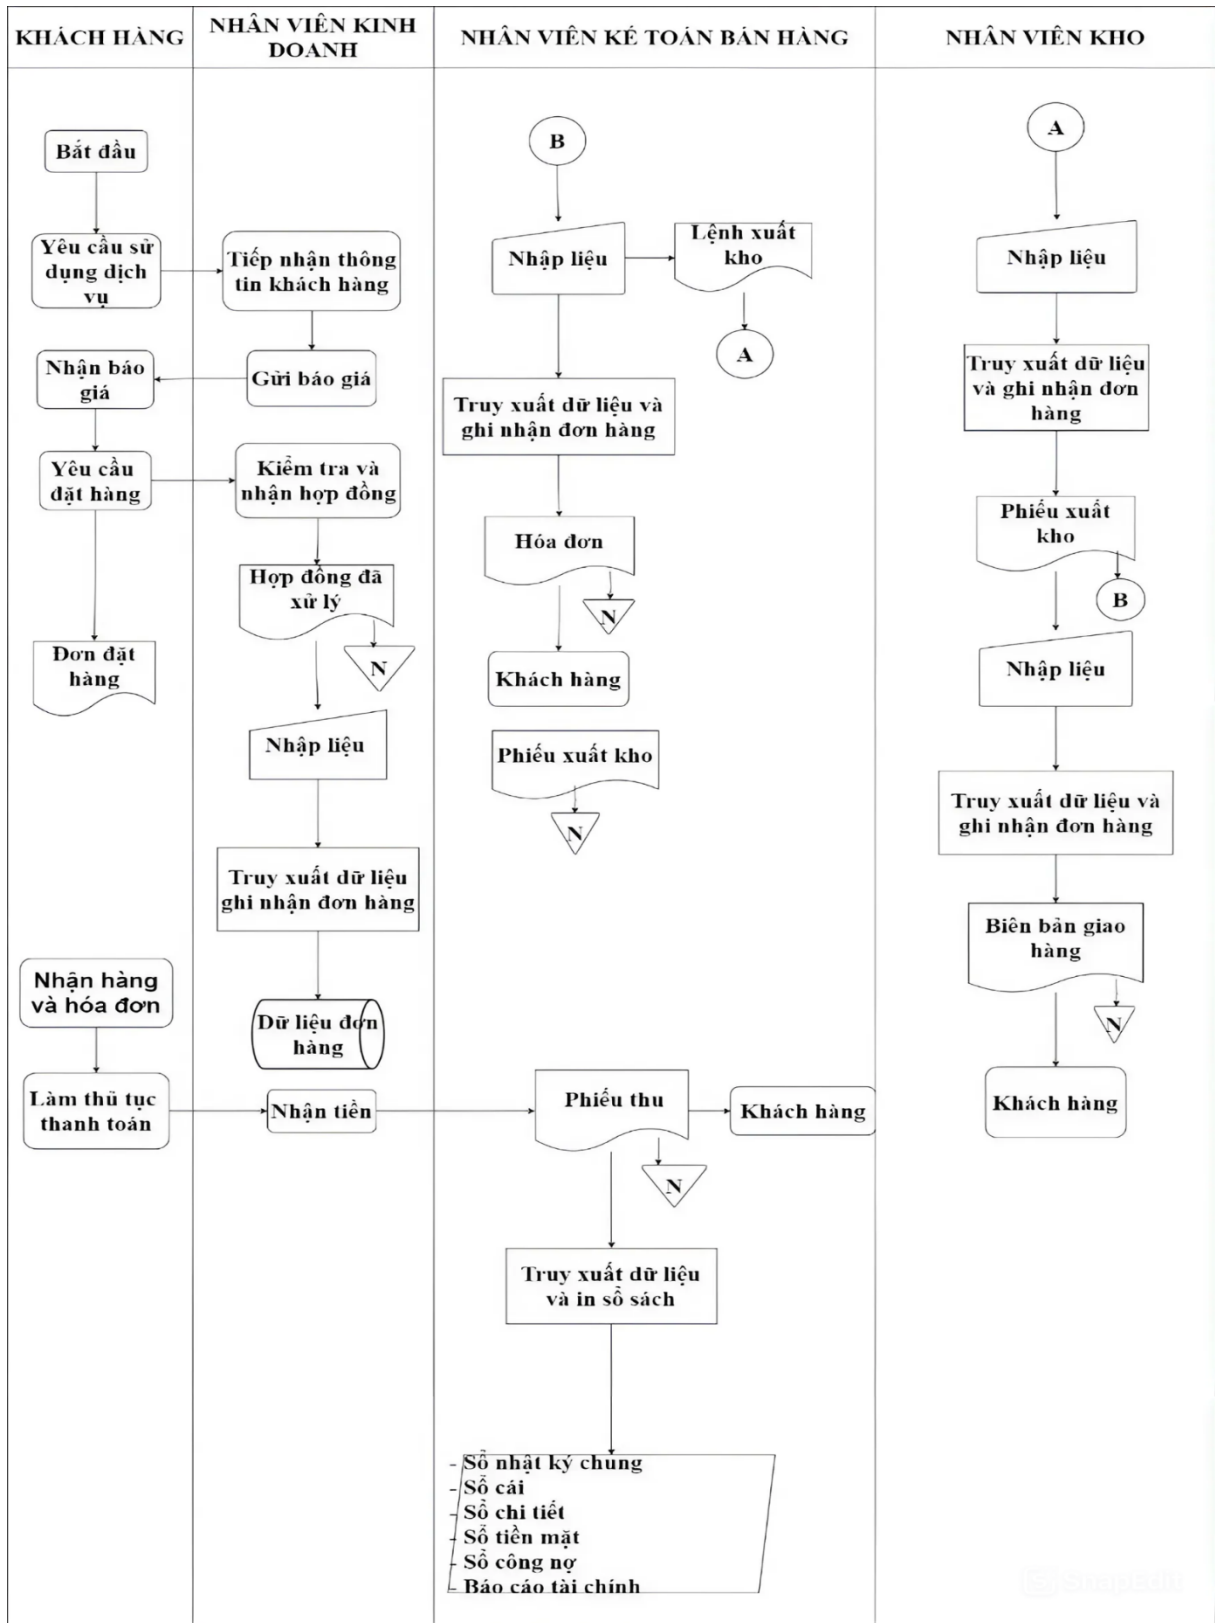 KHÁCH HÀNG
NHÂN VIÊN KINH
DOANH
NHÂN VIÊN KẾ TOÁN BÁN HÀNG
NHÂN VIÊN KHO
Bắt đầu
Yêu cầu sử
dụng dịch
vụ
Nhận báo
giá
Yêu cầu
đặt hàng
Đơn đặt
hàng
Nhận hàng
và hóa đơn
Làm thủ tục
thanh toán
Tiếp nhận thông
tin khách hàng
Gửi báo giá
Kiểm tra và
nhận hợp đồng
Hợp đồng đã
xử lý
N
Nhập liệu
Truy xuất dữ liệu
ghi nhận đơn hàng
Dữ liệu đơn
hàng
Nhận tiền
B
Nhập liệu
Lệnh xuất
kho
A
Truy xuất dữ liệu và
ghi nhận đơn hàng
Hóa đơn
N
Khách hàng
Phiếu xuất kho
N
Phiếu thu
Khách hàng
N
Truy xuất dữ liệu
và in sổ sách
- Sổ nhật ký chung
- Sổ cái
- Sổ chi tiết
- Sổ tiền mặt
- Sổ công nợ
- Báo cáo tài chính
A
Nhập liệu
Truy xuất dữ liệu
và ghi nhận đơn
hàng
Phiếu xuất
kho
B
Nhập liệu
Truy xuất dữ liệu và
ghi nhận đơn hàng
Biên bản giao
hàng
N
Khách hàng